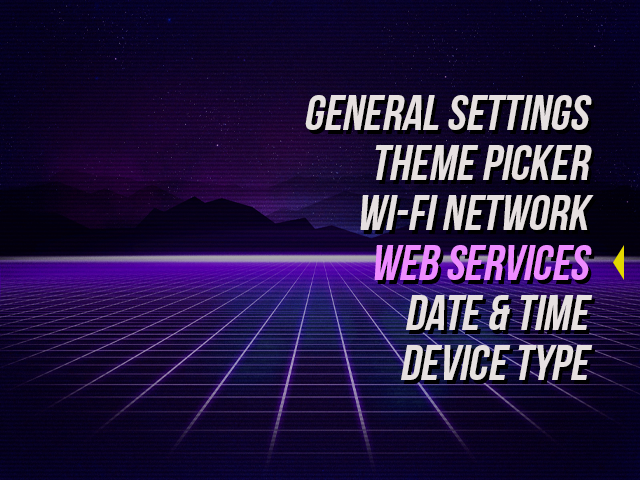 GENERAL SETTINGS
THEME PICKER
WI-FI NETWORK
WEB SERVICES
DATE & TIME
DEVICE TYPE